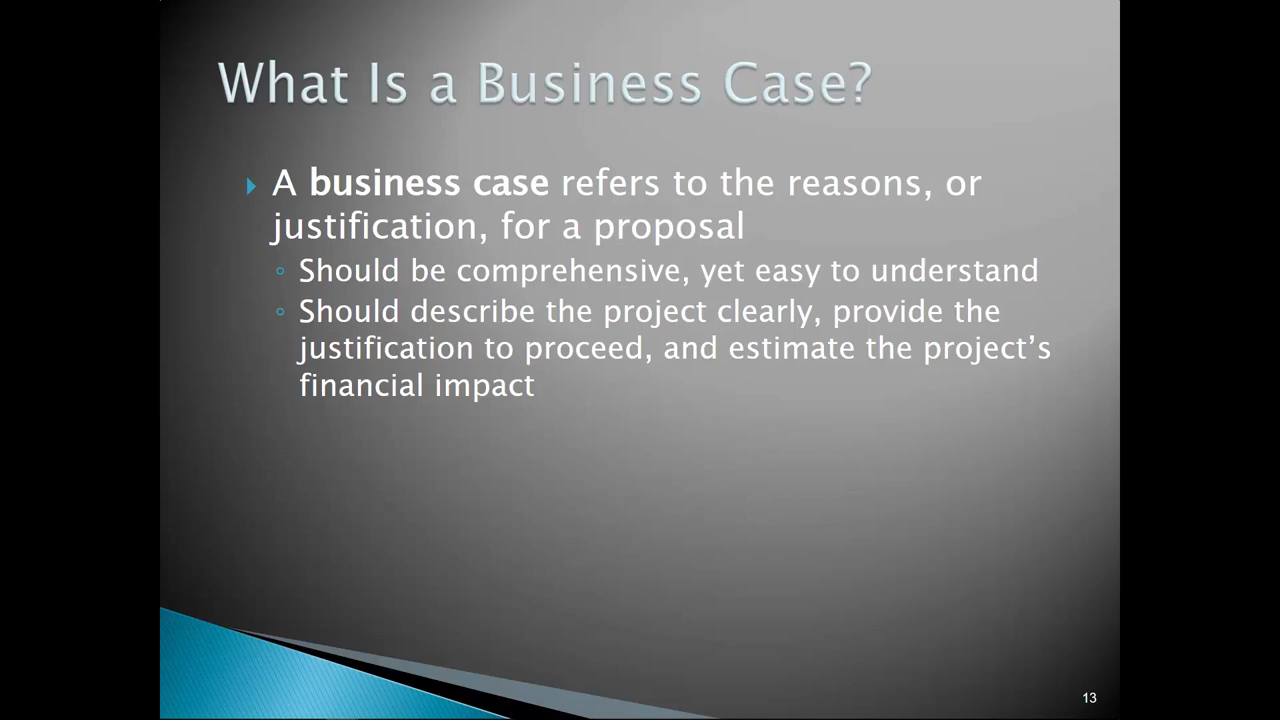 What Is a Business Case?
A business case refers to the reasons, or
justification, for a proposal
Should be comprehensive, yet easy to understand
Should describe the project clearly, provide the
justification to proceed, and estimate the project’s
financial impact
13